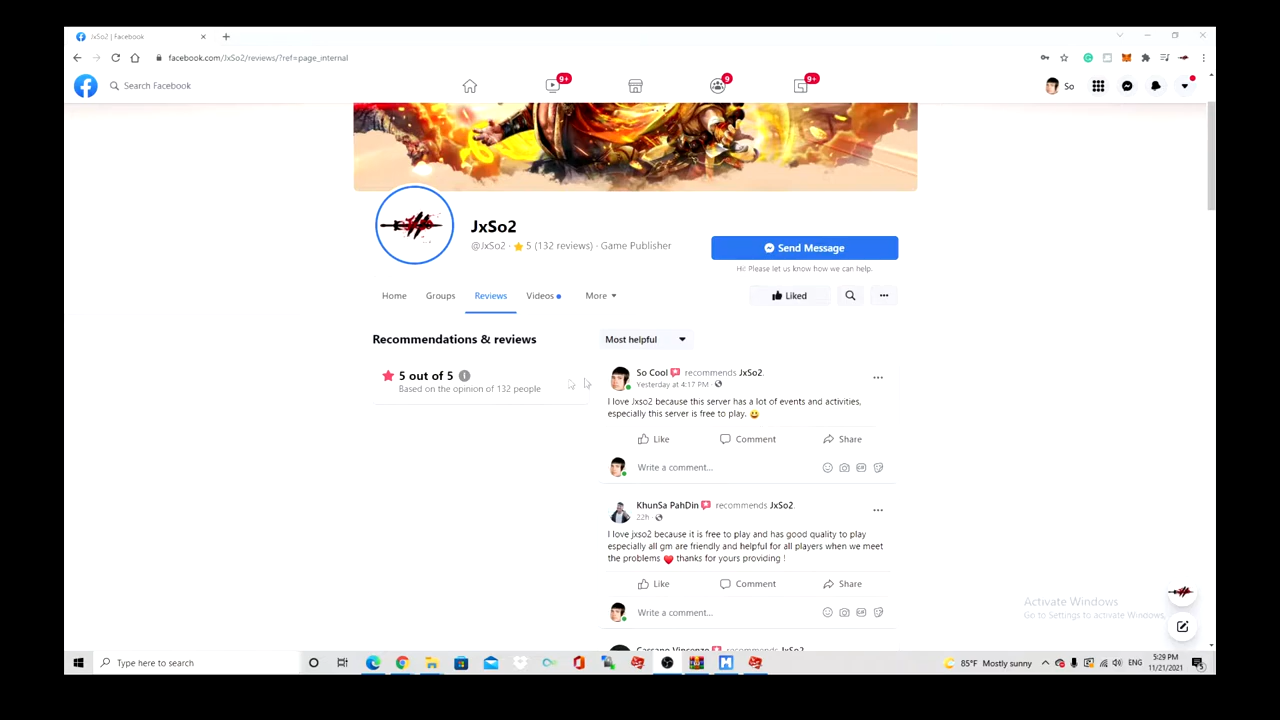 JxSo2 | Facebook
facebook.com/JxSo2/reviews/?ref=page_internal
Search Facebook
9+
9
9+
So
JxSo2
@JxSo2 · 5 (132 reviews) · Game Publisher
Send Message
Hi! Please let us know how we can help.
Home
Groups
Reviews
Videos
More
Liked
Recommendations & reviews
Most helpful
5 out of 5
Based on the opinion of 132 people
So Cool recommends JxSo2.
Yesterday at 4:17 PM ·
I love Jxso2 because this server has a lot of events and activities,
especially this server is free to play. 😃
Like
Comment
Share
Write a comment...
KhunSa PahDin recommends JxSo2.
22h ·
I love jxso2 because it is free to play and has good quality to play
especially all gm are friendly and helpful for all players when we meet
the problems ❤️ thanks for yours providing !
Like
Comment
Share
Write a comment...
Cassano Vincenzo recommends JxSo2.
Activate Windows
Go to Settings to activate Windows.
Type here to search
85°F Mostly sunny
ENG
5:29 PM
11/21/2021